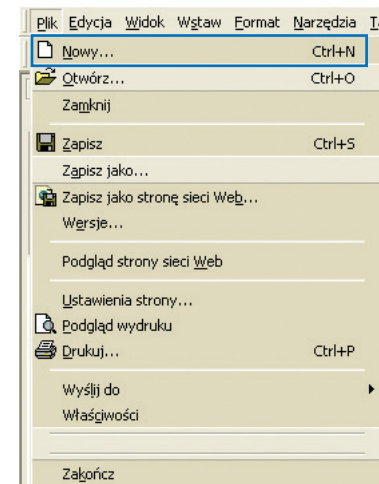 Plik Edycja Widok Wstaw Format Narzędzia
Nowy... Ctrl+N
Otwórz... Ctrl+O
Zamknij
Zapisz Ctrl+S
Zapisz jako...
Zapisz jako stronę sieci Web...
Wersje...
Podgląd strony sieci Web
Ustawienia strony...
Podgląd wydruku
Drukuj... Ctrl+P
Wyślij do
Właściwości
Zakończ